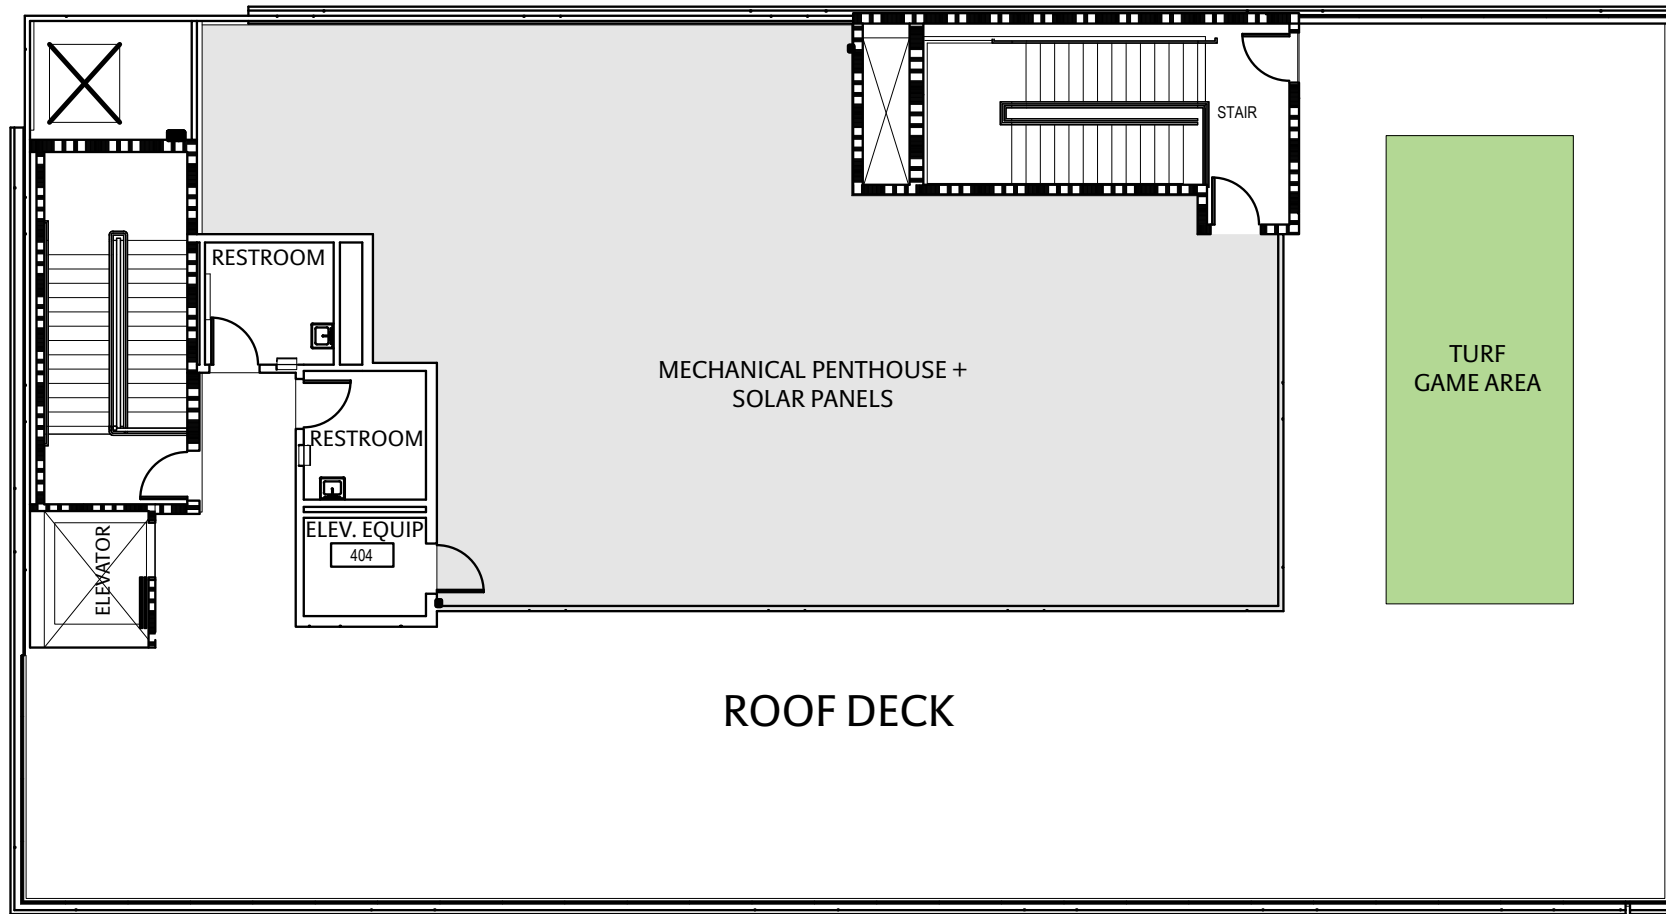 STAIR
RESTROOM
MECHANICAL PENTHOUSE +
SOLAR PANELS
TURF
GAME AREA
RESTROOM
ELEV. EQUIP
404
ELEVATOR
ROOF DECK